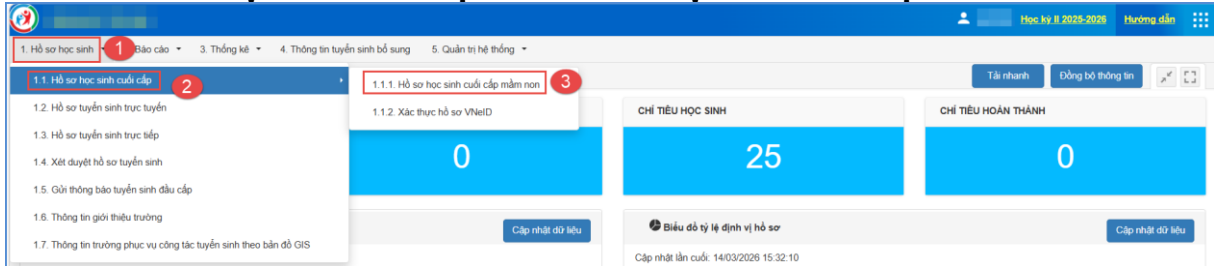 Học kỳ II 2025-2026 Hướng dẫn
1. Hồ sơ học sinh 1 Báo cáo 3. Thống kê 4. Thông tin tuyển sinh bổ sung 5. Quản trị hệ thống
1.1. Hồ sơ học sinh cuối cấp 2
1.1.1. Hồ sơ học sinh cuối cấp mầm non 3
Tải nhanh Đồng bộ thông tin
1.2. Hồ sơ tuyển sinh trực tuyến
1.1.2. Xác thực hồ sơ VNeID
CHỈ TIÊU HỌC SINH
CHỈ TIÊU HOÀN THÀNH
1.3. Hồ sơ tuyển sinh trực tiếp
1.4. Xét duyệt hồ sơ tuyển sinh
0
25
0
1.5. Gửi thông báo tuyển sinh đầu cấp
1.6. Thông tin giới thiệu trường
Cập nhật dữ liệu
Biểu đồ tỷ lệ định vị hồ sơ
Cập nhật dữ liệu
1.7. Thông tin trường phục vụ công tác tuyển sinh theo bản đồ GIS
Cập nhật lần cuối: 14/03/2026 15:32:10